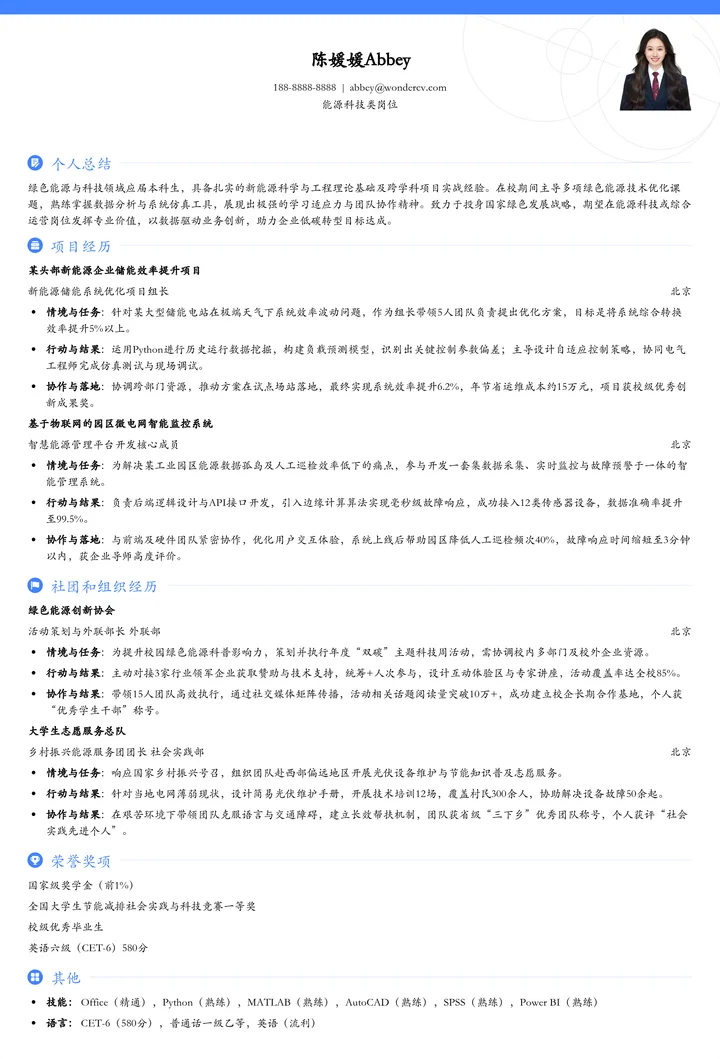 陈媛媛Abbey
188-8888-8888 | abbey@wondercv.com
能源科技类岗位
个人总结
绿色能源与科技领域应届本科生，具备扎实的新能源科学与工程理论基础及跨学科项目实战经验。在校期间主导多项绿色能源技术优化课
题，熟练掌握数据分析与系统仿真工具，展现出极强的学习适应力与团队协作精神。致力于投身国家绿色发展战略，期望在能源科技或综合
运营岗位发挥专业价值，以数据驱动业务创新，助力企业低碳转型目标达成。
项目经历
某头部新能源企业储能效率提升项目
新能源储能系统优化项目组长 北京
• 情境与任务：针对某大型储能电站在极端天气下系统效率波动问题，作为组长带领5人团队负责提出优化方案，目标是将系统综合转换
效率提升5%以上。
• 行动与结果：运用Python进行历史运行数据挖掘，构建负载预测模型，识别出关键控制参数偏差；主导设计自适应控制策略，协同电气
工程师完成仿真测试与现场调试。
• 协作与落地：协调跨部门资源，推动方案在试点场站落地，最终实现系统效率提升6.2%，年节省运维成本约15万元，项目获校级优秀创
新成果奖。
基于物联网的园区微电网智能监控系统
智慧能源管理平台开发核心成员 北京
• 情境与任务：为解决某工业园区能源数据孤岛及人工巡检效率低下的痛点，参与开发一套集数据采集、实时监控与故障预警于一体的智
能管理系统。
• 行动与结果：负责后端逻辑设计与API接口开发，引入边缘计算算法实现毫秒级故障响应，成功接入12类传感器设备，数据准确率提升
至99.5%。
• 协作与落地：与前端及硬件团队紧密协作，优化用户交互体验，系统上线后帮助园区降低人工巡检频次40%，故障响应时间缩短至3分钟
以内，获企业导师高度评价。
社团和组织经历
绿色能源创新协会
活动策划与外联部长 外联部 北京
• 情境与任务：为提升校园绿色能源科普影响力，策划并执行年度“双碳”主题科技周活动，需协调校内多部门及校外企业资源。
• 行动与结果：主动对接3家行业领军企业获取赞助与技术支持，统筹+人次参与，设计互动体验区与专家讲座，活动覆盖率达全校85%。
• 协作与结果：带领15人团队高效执行，通过社交媒体矩阵传播，活动相关话题阅读量突破10万+，成功建立校企长期合作基地，个人获
“优秀学生干部”称号。
大学生志愿服务总队
乡村振兴能源服务团团长 社会实践部 北京
• 情境与任务：响应国家乡村振兴号召，组织团队赴西部偏远地区开展光伏设备维护与节能知识普及志愿服务。
• 行动与结果：针对当地电网薄弱现状，设计简易光伏维护手册，开展技术培训12场，覆盖村民300余人，协助解决设备故障50余起。
• 协作与结果：在艰苦环境下带领团队克服语言与交通障碍，建立长效帮扶机制，团队获省级“三下乡”优秀团队称号，个人获评“社会
实践先进个人”。
荣誉奖项
国家级奖学金（前1%）
全国大学生节能减排社会实践与科技竞赛一等奖
校级优秀毕业生
英语六级（CET-6）580分
其他
• 技能： Office（精通）, Python（熟练）, MATLAB（熟练）, AutoCAD（熟练）, SPSS（熟练）, Power BI（熟练）
• 语言： CET-6（580分）, 普通话一级乙等, 英语（流利）